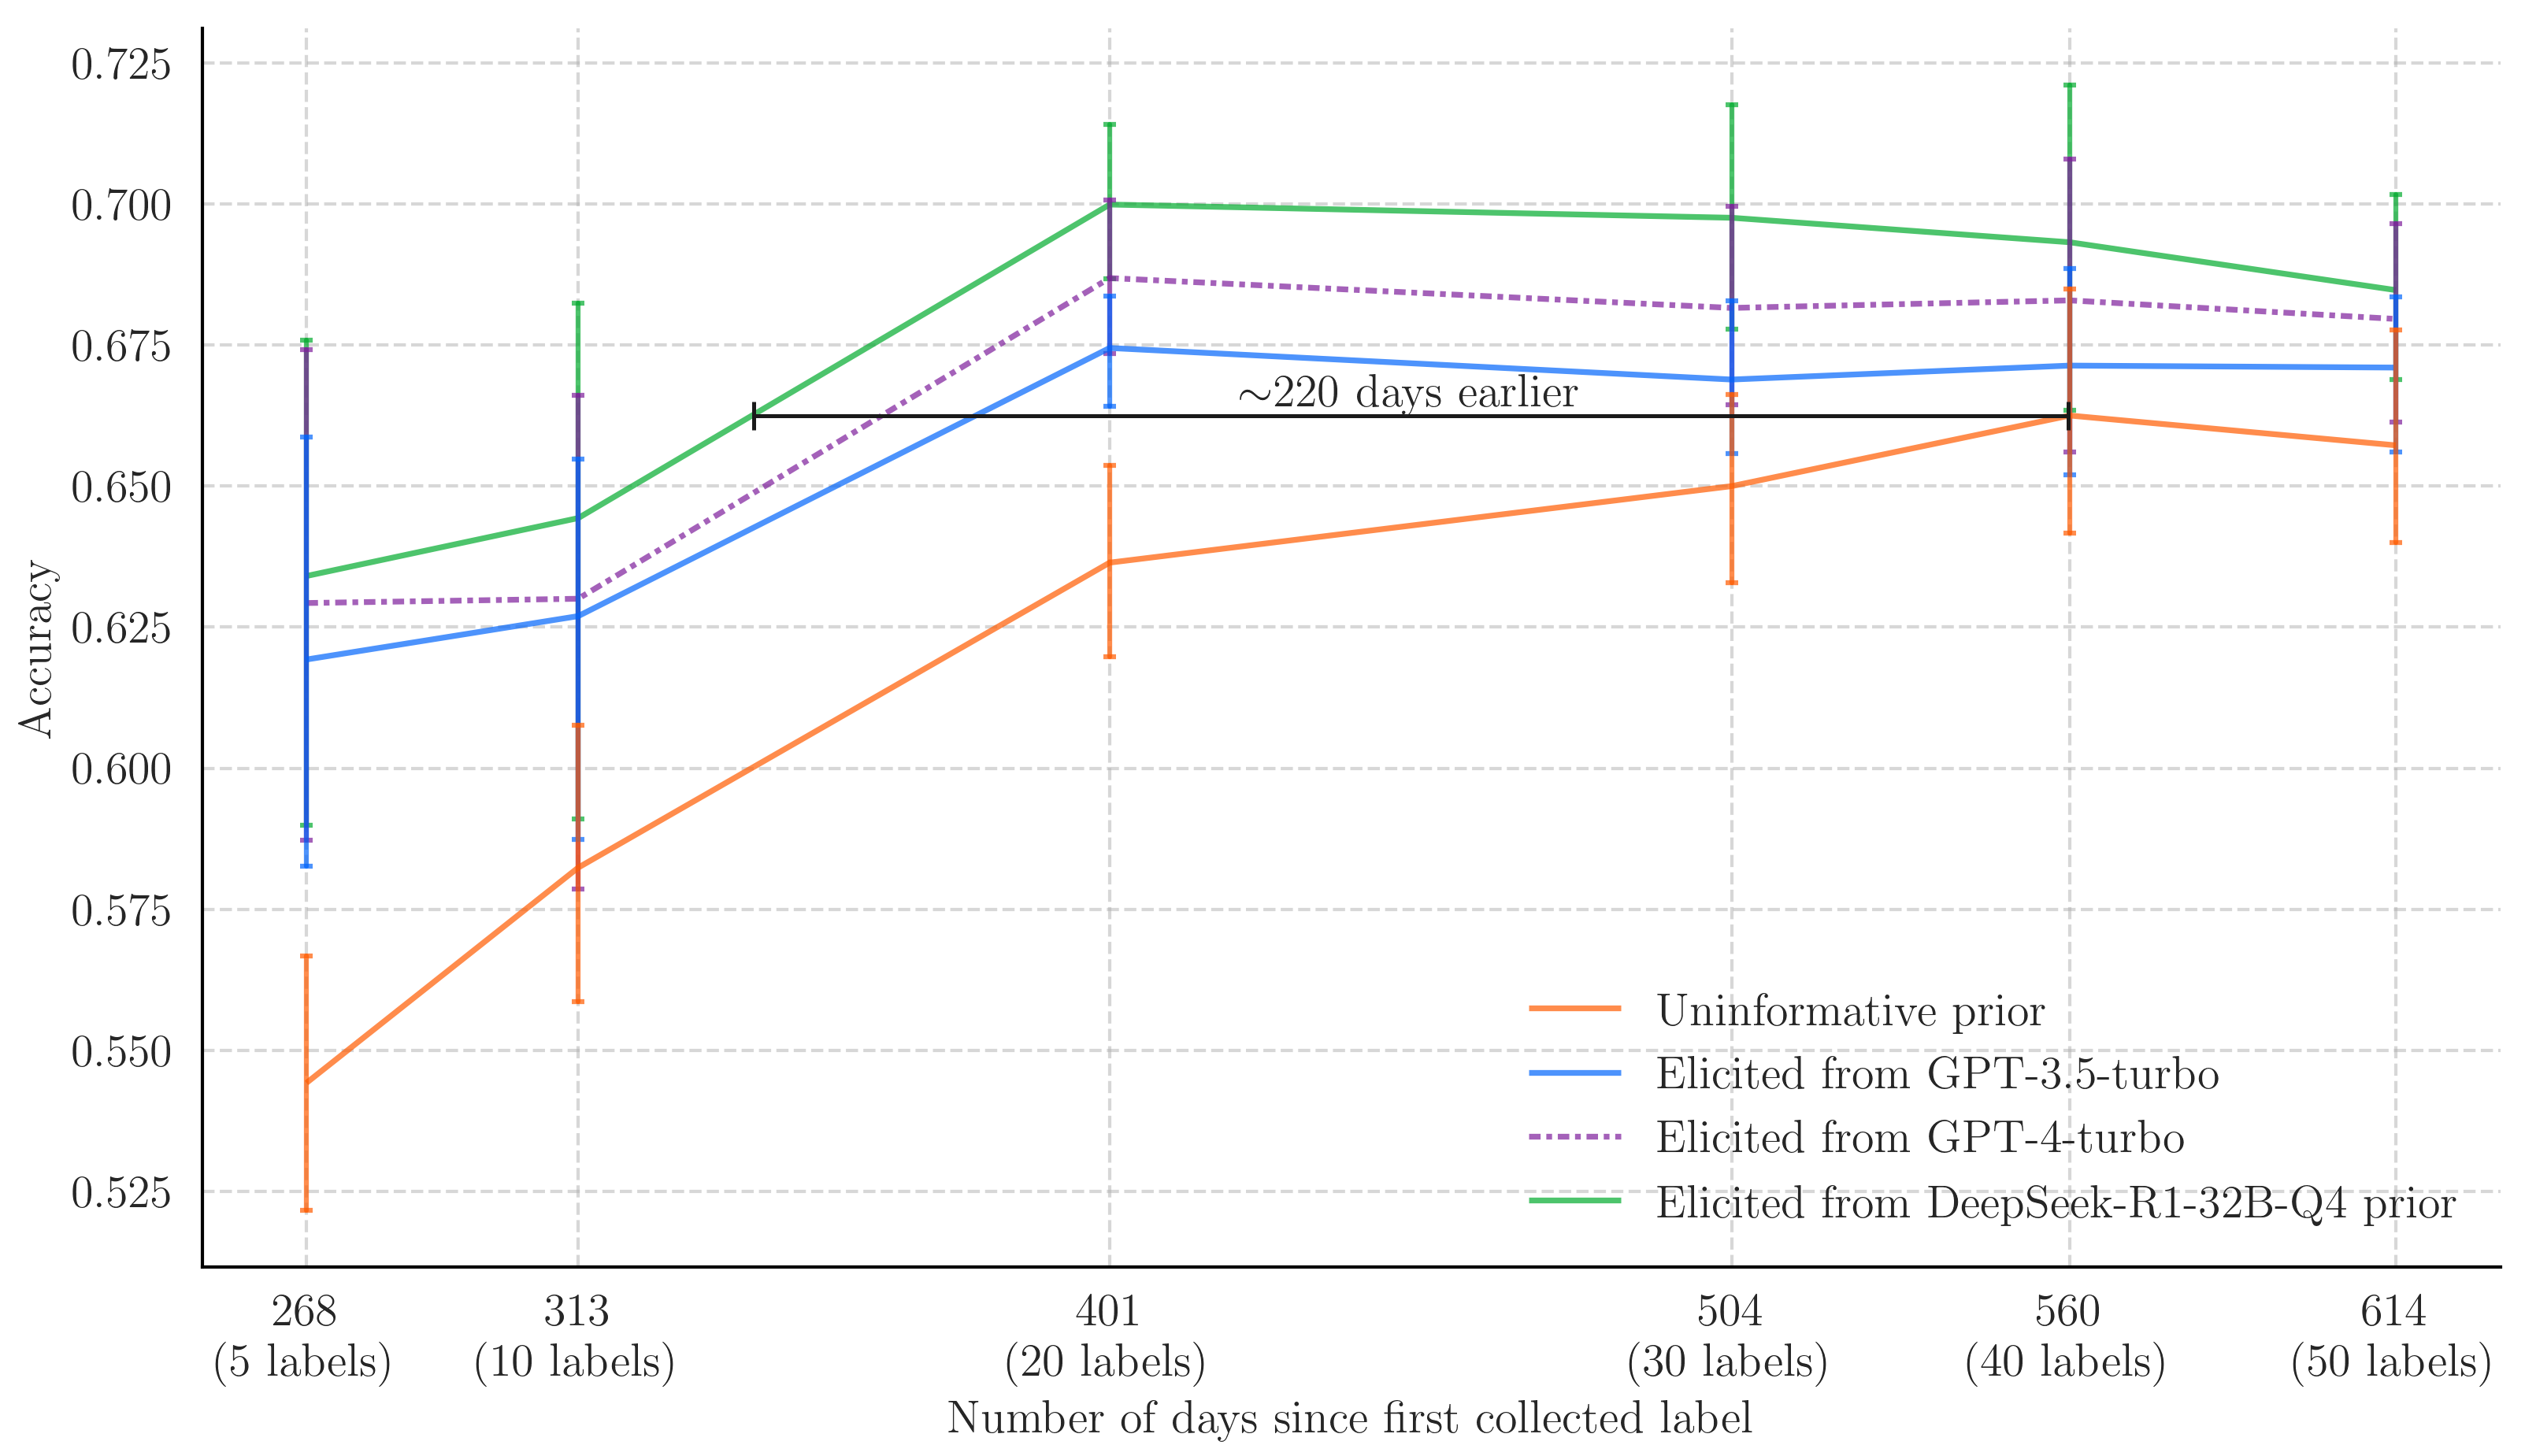 0.725
0.700
0.675
0.650
0.625
0.600
0.575
0.550
0.525
Accuracy
~220 days earlier
Uninformative prior
Elicited from GPT-3.5-turbo
Elicited from GPT-4-turbo
Elicited from DeepSeek-R1-32B-Q4 prior
268 313 401 504 560 614
(5 labels) (10 labels) (20 labels) (30 labels) (40 labels) (50 labels)
Number of days since first collected label